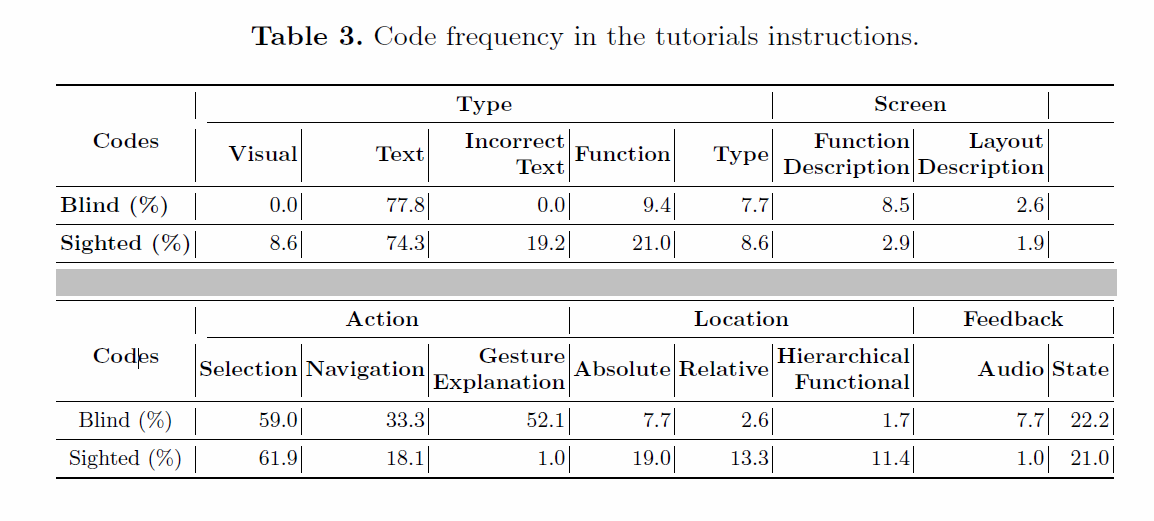 Table 3. Code frequency in the tutorials instructions.
Codes Type Screen
Visual Text Incorrect Text Function Type Function Description Layout Description
Blind (%) 0.0 77.8 0.0 9.4 7.7 8.5 2.6
Sighted (%) 8.6 74.3 19.2 21.0 8.6 2.9 1.9
Codes Action Location Feedback
Selection Navigation Gesture Explanation Absolute Relative Hierarchical Functional Audio State
Blind (%) 59.0 33.3 52.1 7.7 2.6 1.7 7.7 22.2
Sighted (%) 61.9 18.1 1.0 19.0 13.3 11.4 1.0 21.0